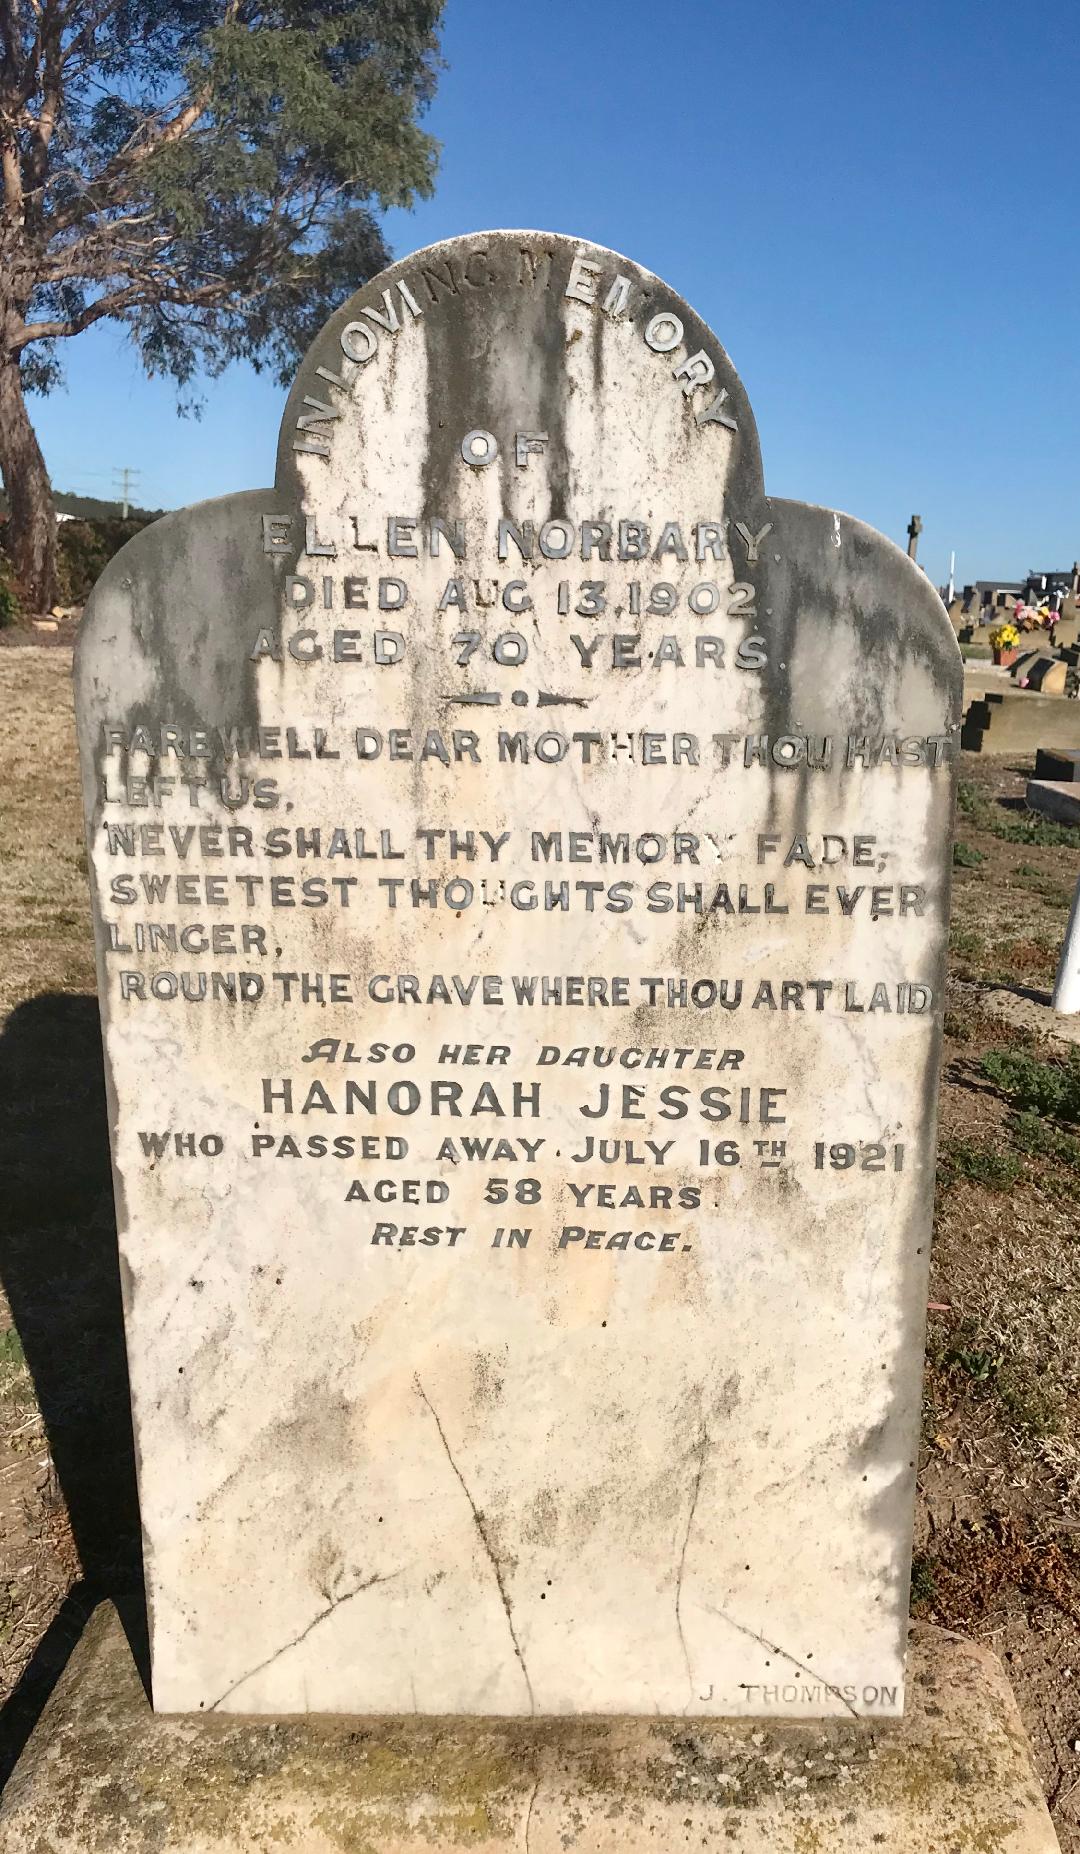 IN LOVING MEMORY
OF
ELLEN NORBARY.
DIED AUG 13, 1902.
AGED 70 YEARS.
FAREWELL DEAR MOTHER THOU HAST
LEFT US,
NEVER SHALL THY MEMORY FADE,
SWEETEST THOUGHTS SHALL EVER
LINGER,
ROUND THE GRAVE WHERE THOU ART LAID
ALSO HER DAUGHTER
HANORAH JESSIE
WHO PASSED AWAY. JULY 16TH 1921
AGED 58 YEARS.
REST IN PEACE.
J. THOMPSON